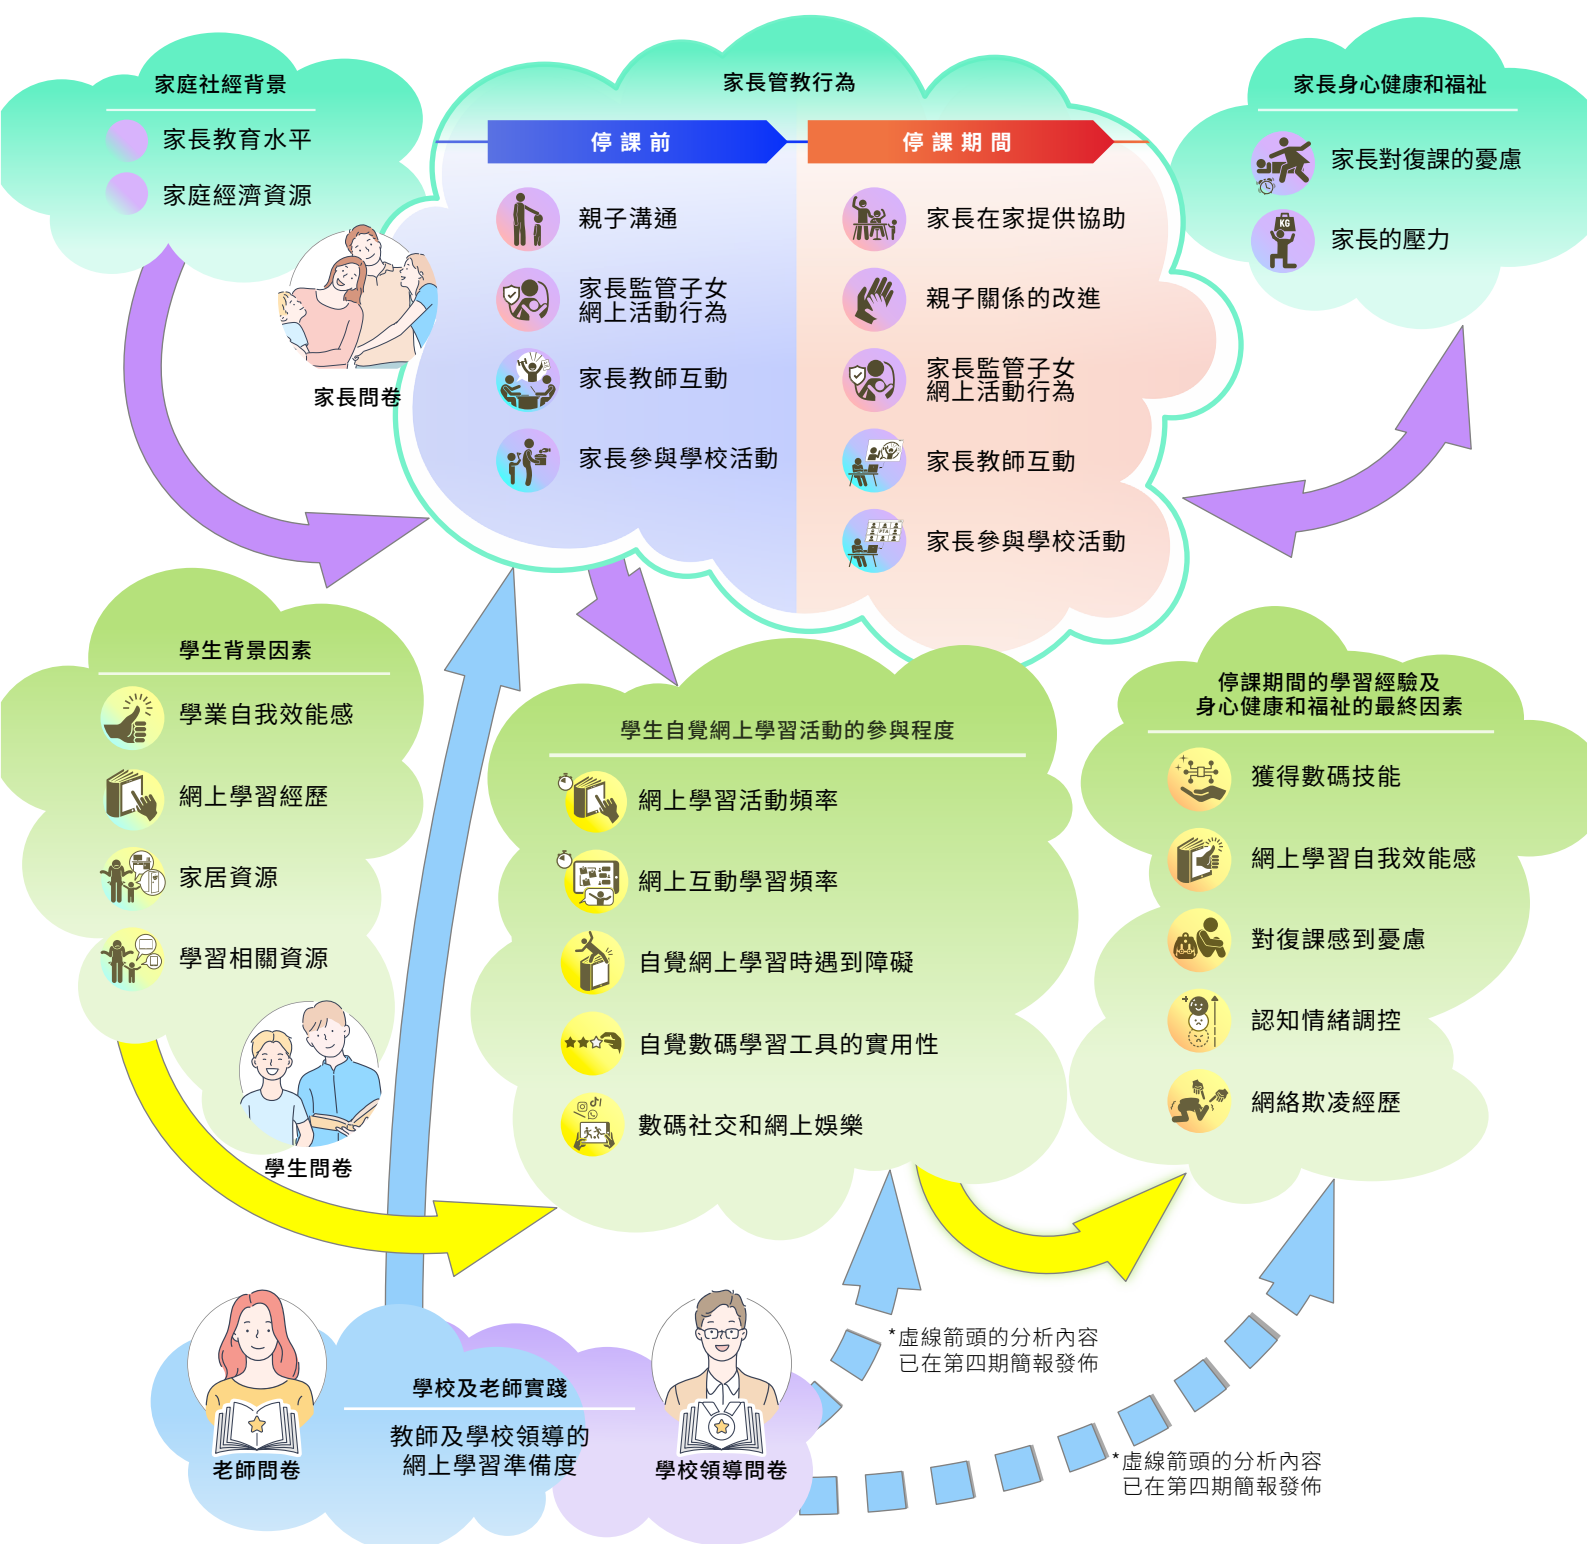 家庭社經背景
家長教育水平
家庭經濟資源
家長問卷
家長管教行為
停課前
親子溝通
家長監管子女
網上活動行為
家長教師互動
家長參與學校活動
停課期間
家長在家提供協助
親子關係的改進
家長監管子女
網上活動行為
家長教師互動
家長參與學校活動
家長身心健康和福祉
家長對復課的憂慮
KG
家長的壓力
學生背景因素
學業自我效能感
網上學習經歷
家居資源
學習相關資源
學生問卷
學生自覺網上學習活動的參與程度
網上學習活動頻率
網上互動學習頻率
自覺網上學習時遇到障礙
自覺數碼學習工具的實用性
數碼社交和網上娛樂
停課期間的學習經驗及
身心健康和福祉的最終因素
獲得數碼技能
網上學習自我效能感
對復課感到憂慮
認知情緒調控
網絡欺凌經歷
*虛線箭頭的分析內容
已在第四期簡報發佈
*虛線箭頭的分析內容
已在第四期簡報發佈
學校及老師實踐
教師及學校領導的
網上學習準備度
老師問卷
學校領導問卷